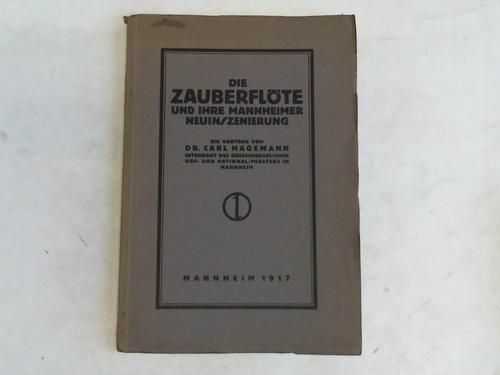 DIE
ZAUBERFLÖTE
UND IHRE MANNHEIMER
NEUINSZENIERUNG
EIN VORTRAG VON
DR. CARL HAGEMANN
INTENDANT DES GROSSHERZOGLICHEN
HOF- UND NATIONAL-THEATERS IN
MANNHEIM
1
MANNHEIM 1917